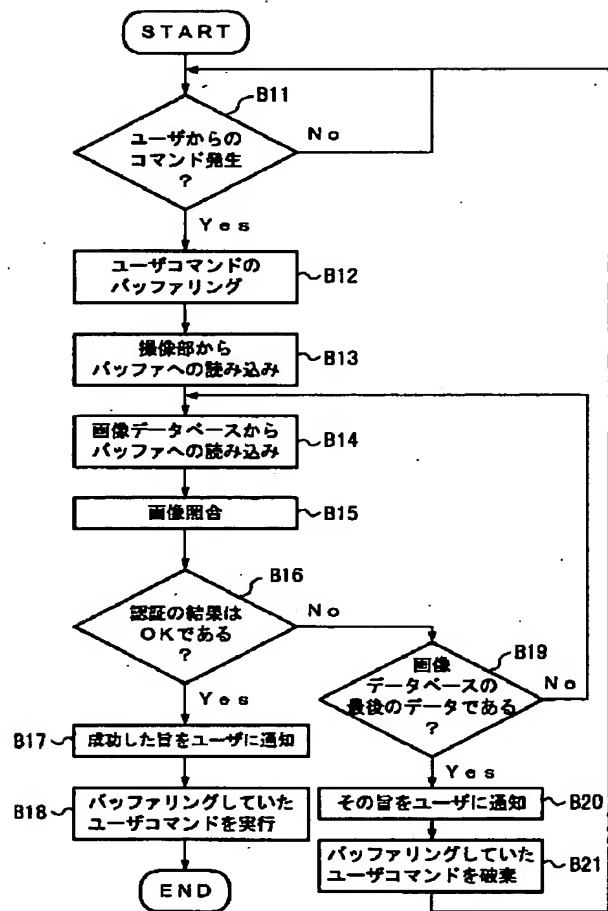 START
B11
ユーザからの
コマンド発生
?
No
Yes
ユーザコマンドの
バッファリング
B12
撮像部から
バッファへの読み込み
B13
画像データベースから
バッファへの読み込み
B14
画像照合
B15
B16
認証の結果は
OKである
?
No
Yes
B19
画像
データベースの
最後のデータである
?
No
Yes
B17
成功した旨をユーザに通知
B18
バッファリングしていた
ユーザコマンドを実行
END
その旨をユーザに通知
B20
バッファリングしていた
ユーザコマンドを破棄
B21